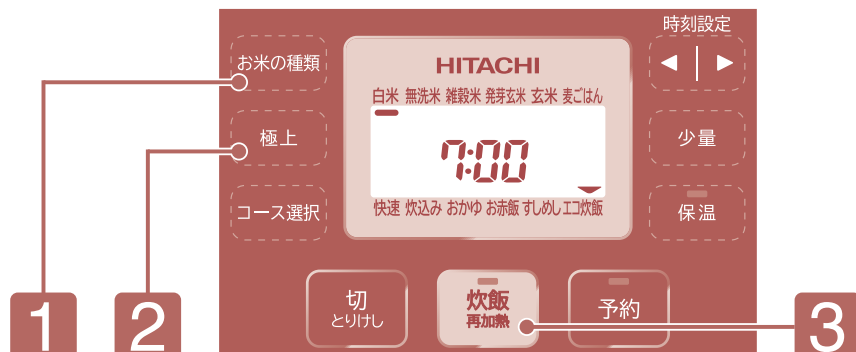 時刻設定
お米の種類
極上
コース選択
HITACHI
白米 無洗米 雑穀米 発芽玄米 玄米 麦ごはん
7:00
快速 炊込み おかゆ お赤飯 すしめし エコ炊飯
◀ | ▶
少量
保温
切
とりけし
炊飯
再加熱
予約
1
2
3